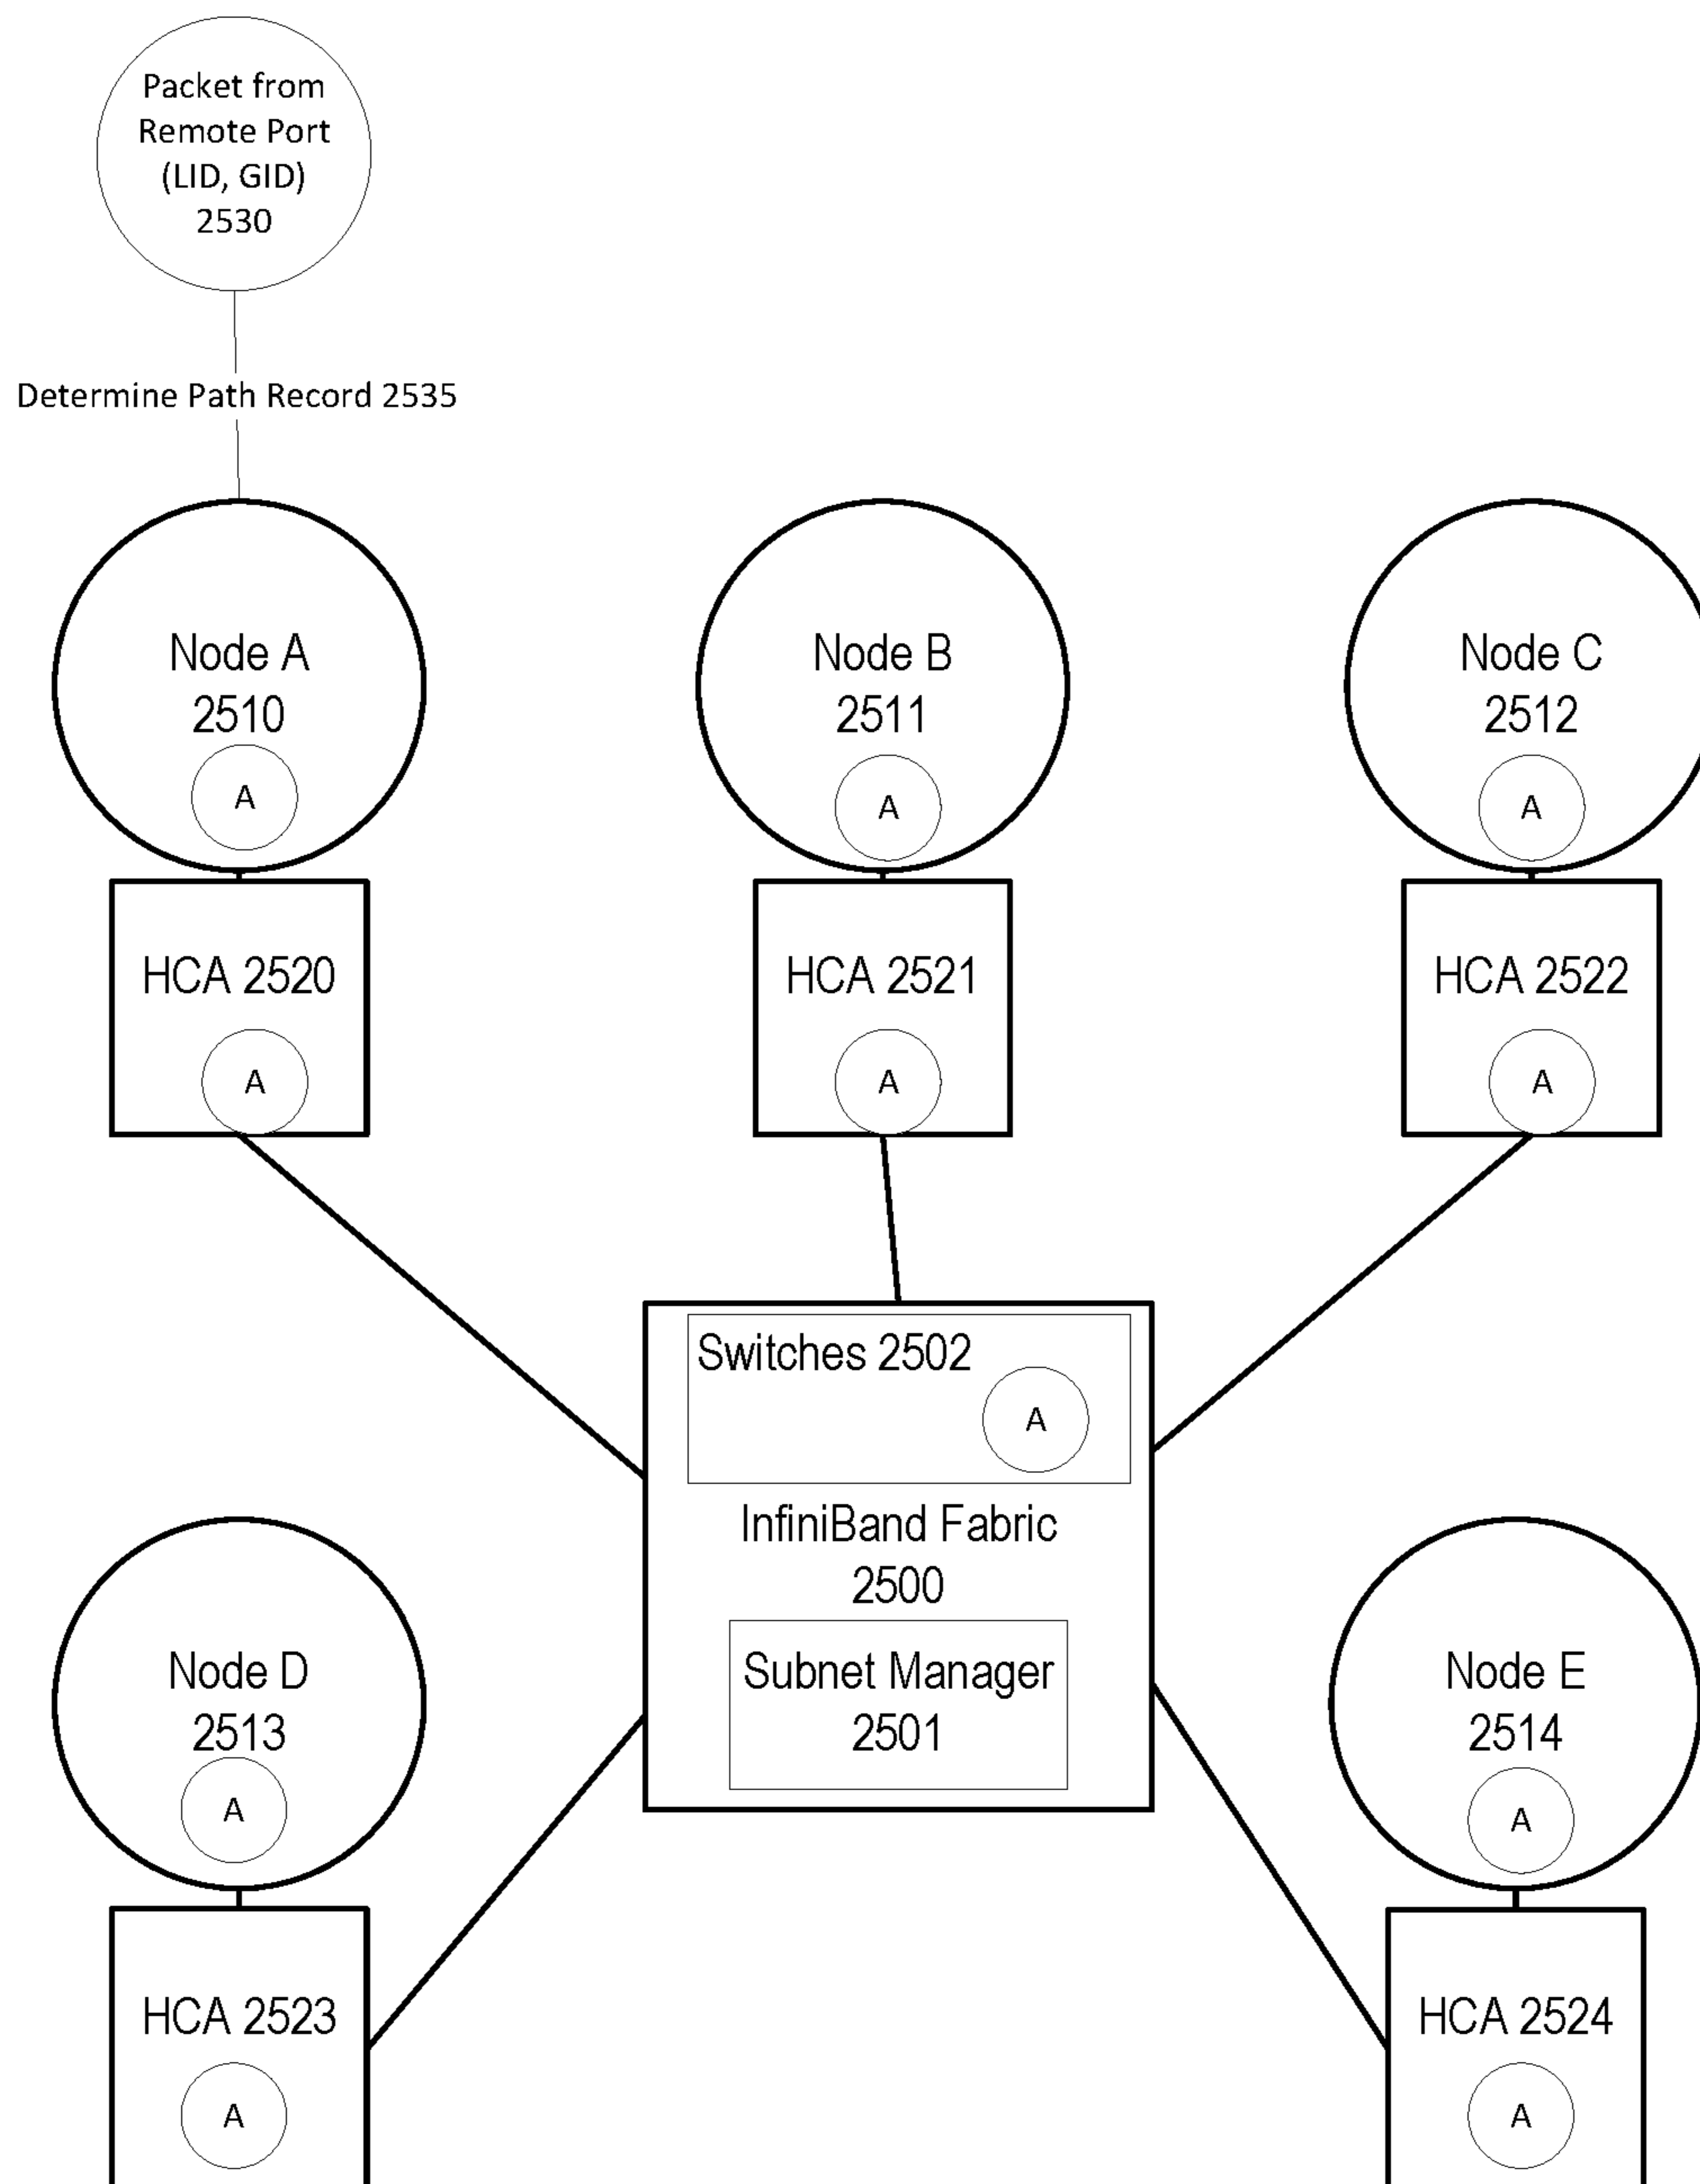 Packet from
Remote Port
(LID, GID)
2530
Determine Path Record 2535
Node A
2510
A
Node B
2511
A
Node C
2512
A
HCA 2520
A
HCA 2521
A
HCA 2522
A
Switches 2502
A
InfiniBand Fabric
2500
Subnet Manager
2501
Node D
2513
A
Node E
2514
A
HCA 2523
A
HCA 2524
A